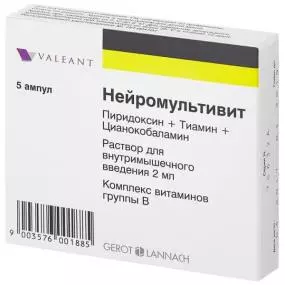 VALEANT
5 ампул
Нейромультивит
Пиридоксин + Тиамин +
Цианокобаламин
Раствор для
внутримышечного
введения 2 мл
Комплекс витаминов
группы В
9 003576 001885
GEROT LANNACH